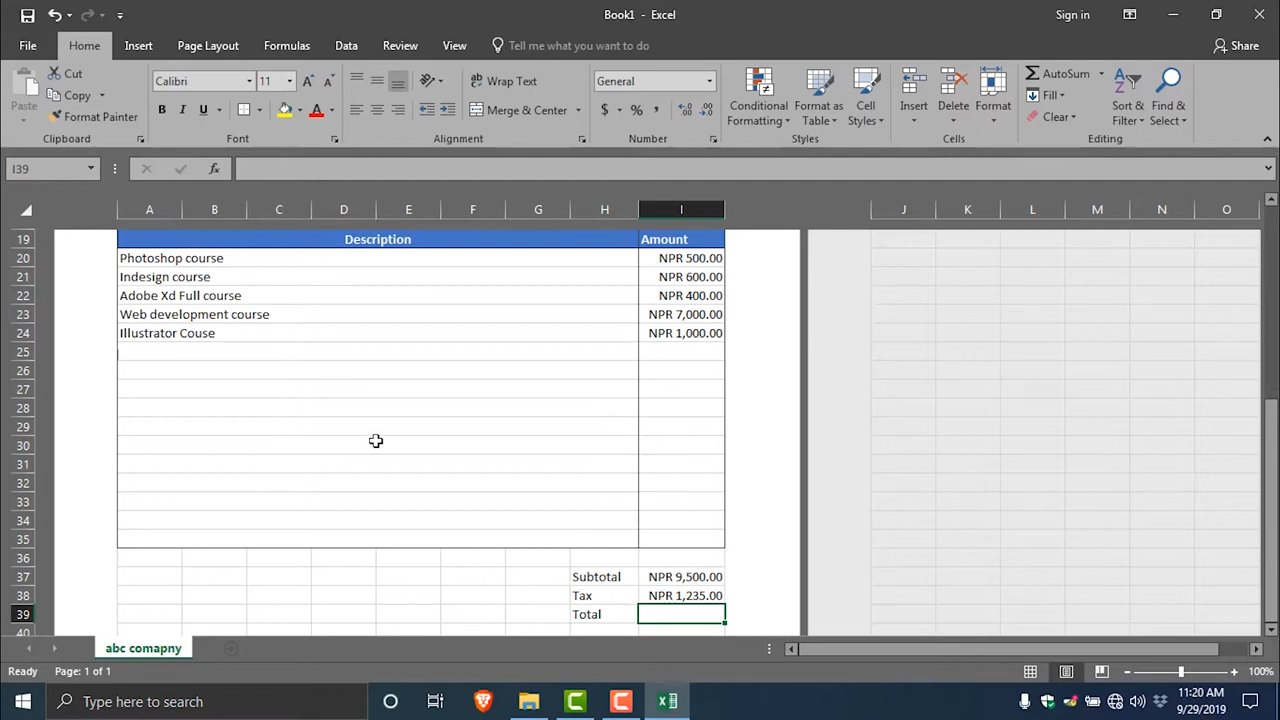 Book1 - Excel
Sign in
File
Home
Insert
Page Layout
Formulas
Data
Review
View
Tell me what you want to do
Share
Paste
Cut
Copy
Format Painter
Clipboard
Calibri
11
B I U
Font
Wrap Text
Merge & Center
Alignment
General
$ % ,
Number
Conditional Formatting
Format as Table
Cell Styles
Styles
Insert
Delete
Format
Cells
AutoSum
Fill
Clear
Sort & Filter
Find & Select
Editing
I39
fx
A B C D E F G H I J K L M N O
19 Description Amount
20 Photoshop course NPR 500.00
21 Indesign course NPR 600.00
22 Adobe Xd Full course NPR 400.00
23 Web development course NPR 7,000.00
24 Illustrator Couse NPR 1,000.00
25
26
27
28
29
30
31
32
33
34
35
36
37 Subtotal NPR 9,500.00
38 Tax NPR 1,235.00
39 Total
40
abc comapny
Ready
Page: 1 of 1
100%
Type here to search
11:20 AM
9/29/2019